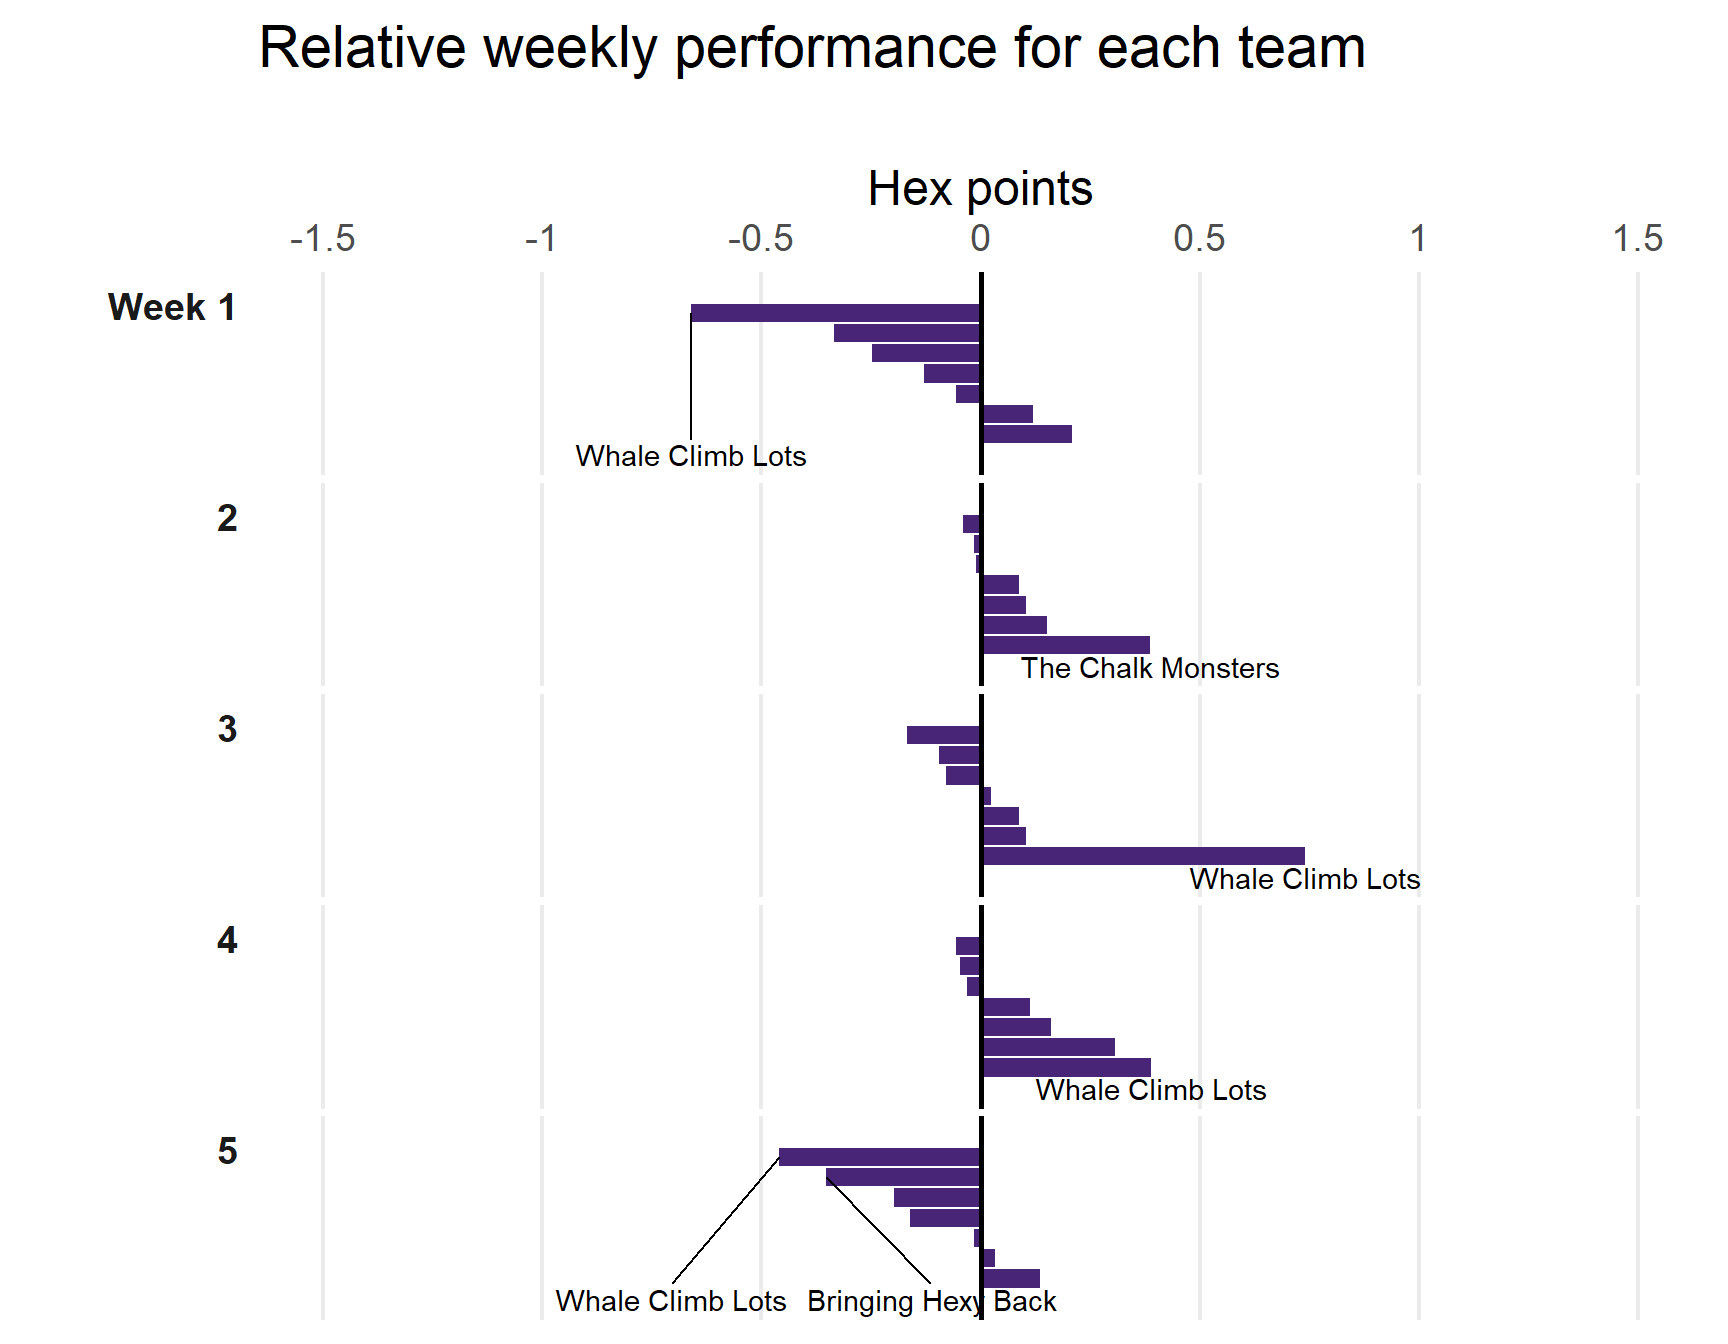 Relative weekly performance for each team
Hex points
-1.5 -1 -0.5 0 0.5 1 1.5
Week 1
Whale Climb Lots
2
The Chalk Monsters
3
Whale Climb Lots
4
Whale Climb Lots
5
Whale Climb Lots Bringing Hexy Back